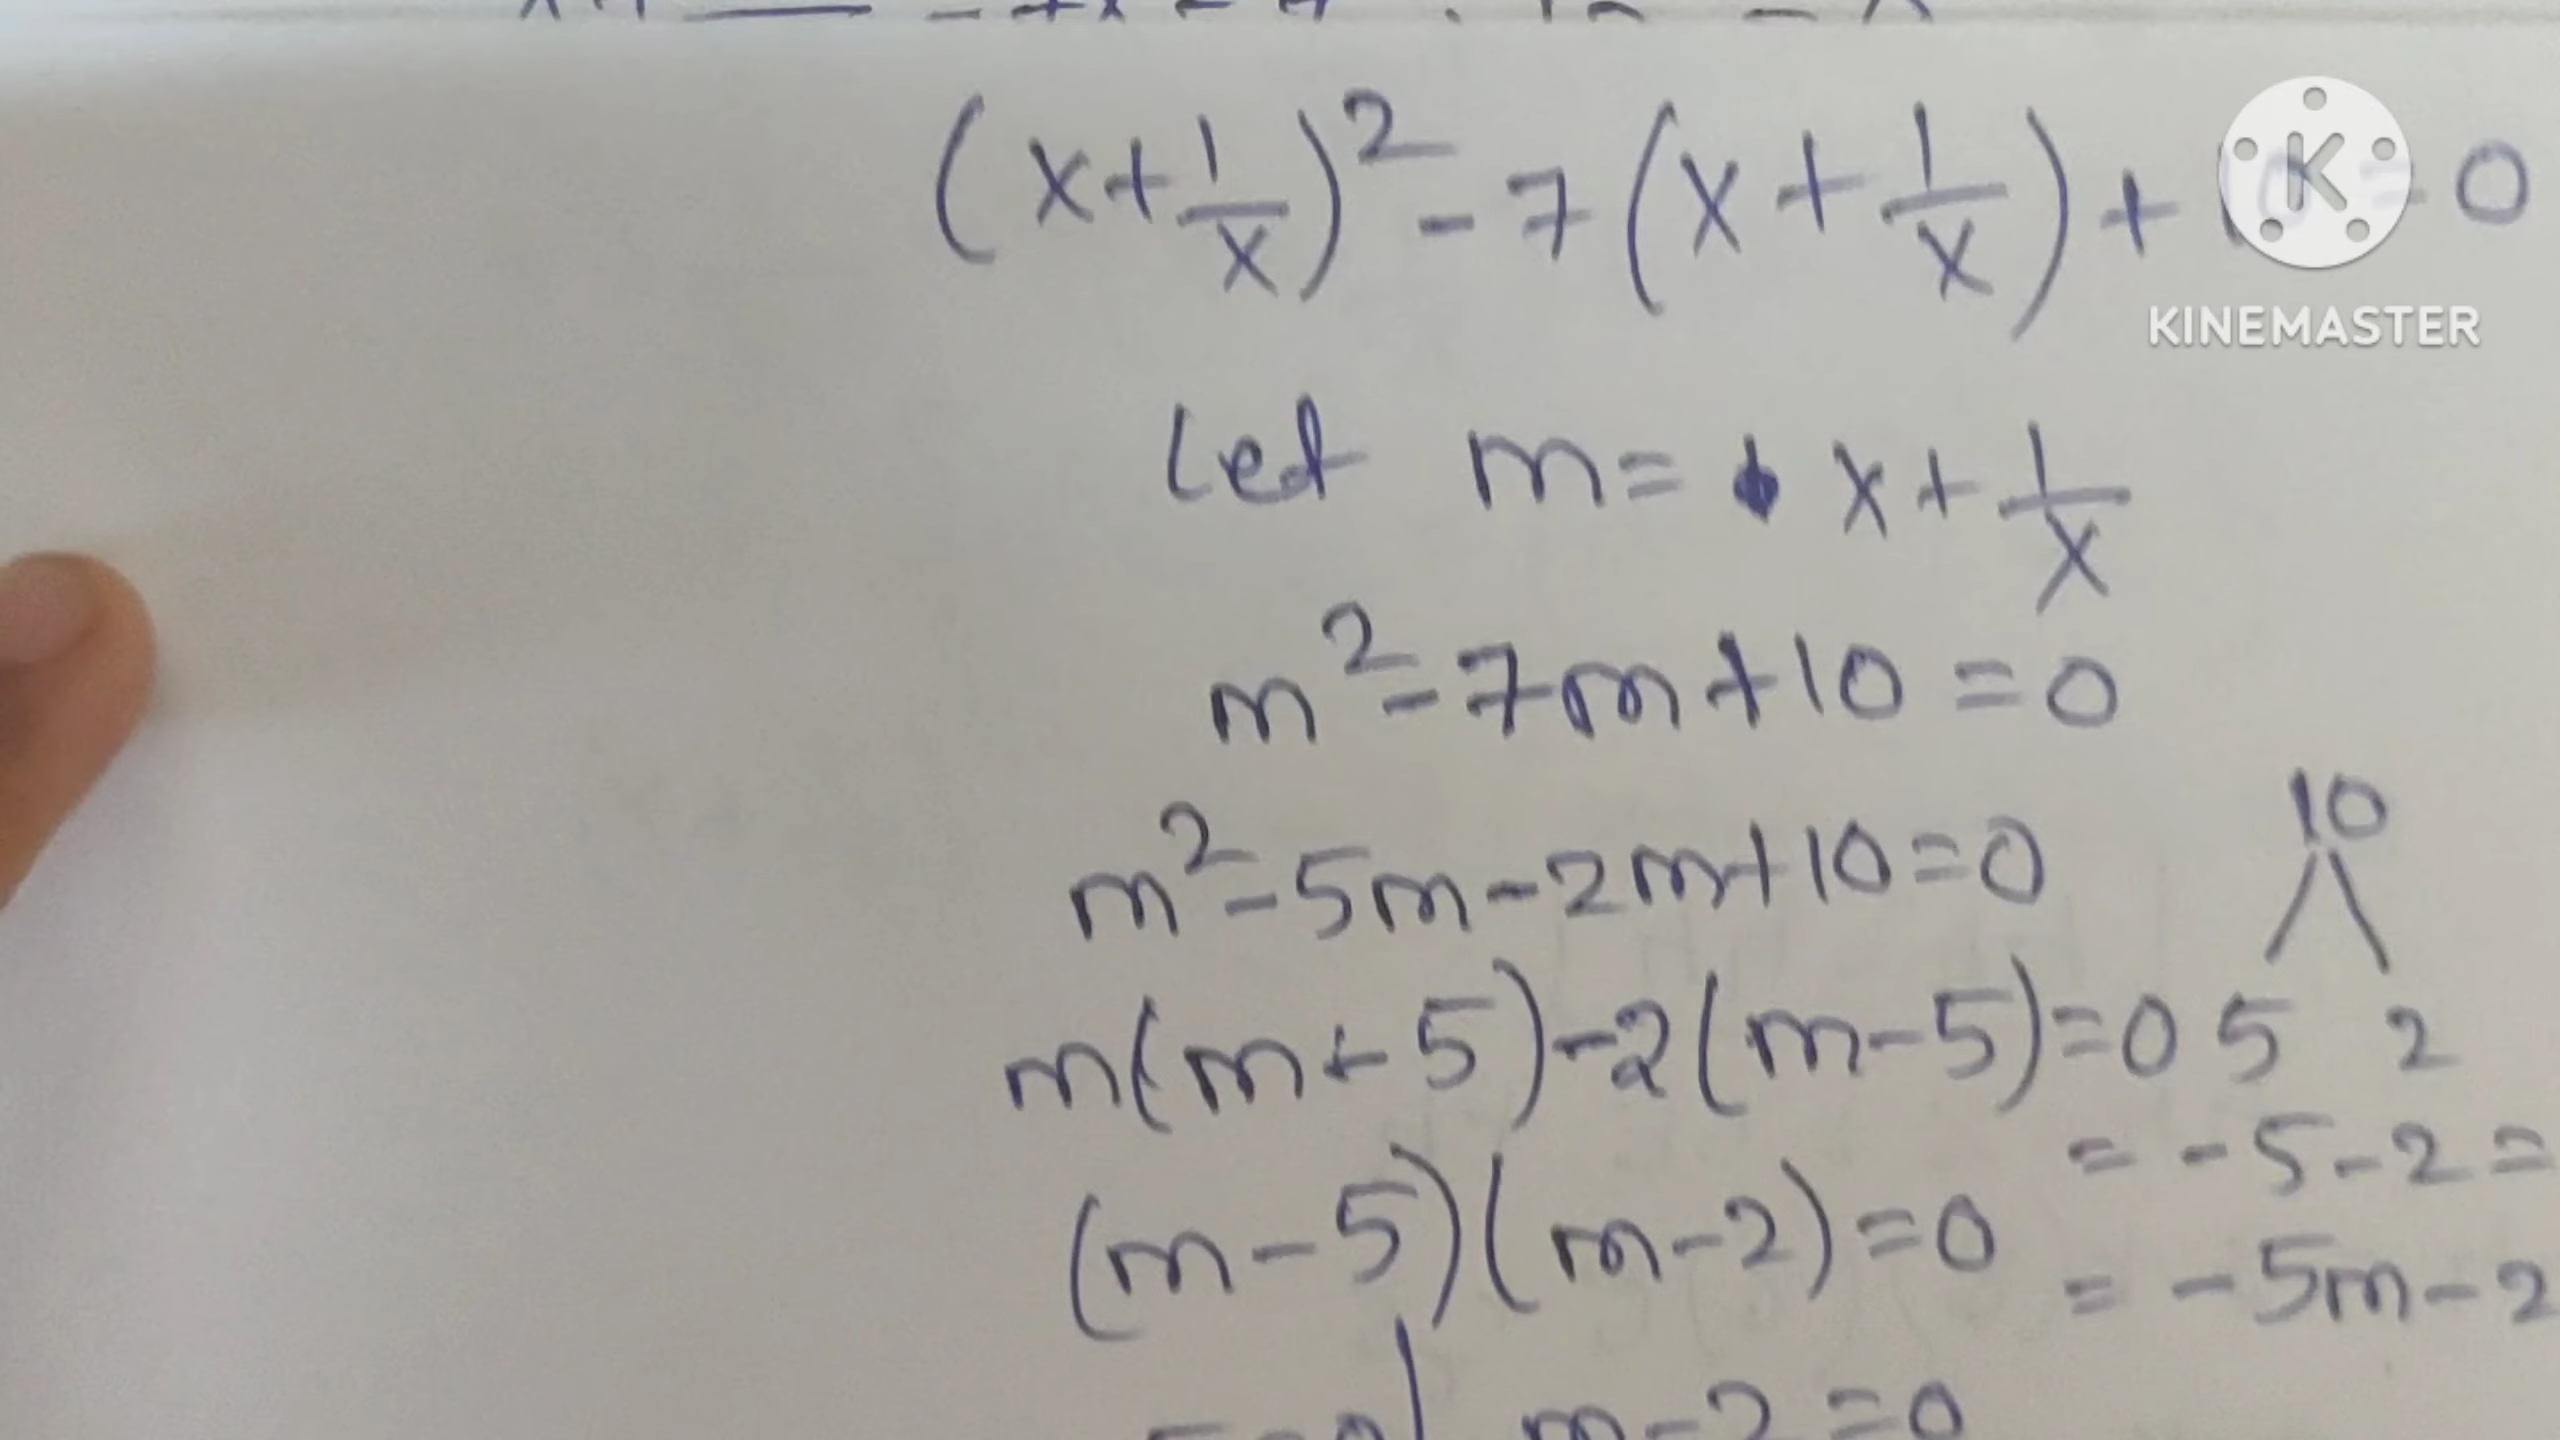 (x+1/x)²-7(x+1/x)+10=0
KINEMASTER
Let m= x+1/x
m²-7m+10=0
m²-5m-2m+10=0
10
m(m+5)-2(m-5)=0 5 2
=-5-2=
(m-5)(m-2)=0
=-5m-2
m-2=0